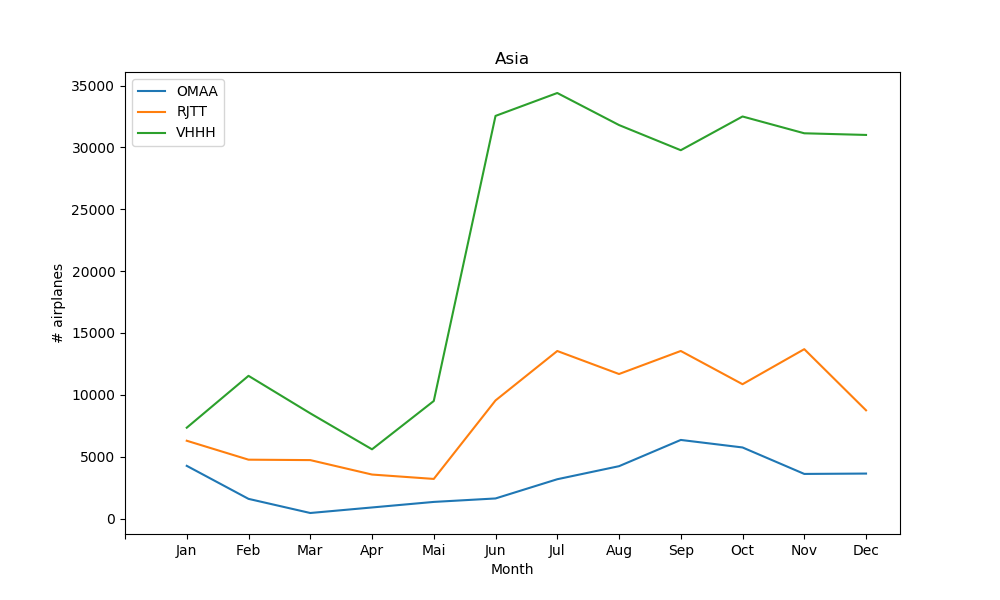 Asia
OMAA
RJTT
VHHH
# airplanes
35000
30000
25000
20000
15000
10000
5000
0
Jan Feb Mar Apr Mai Jun Jul Aug Sep Oct Nov Dec
Month